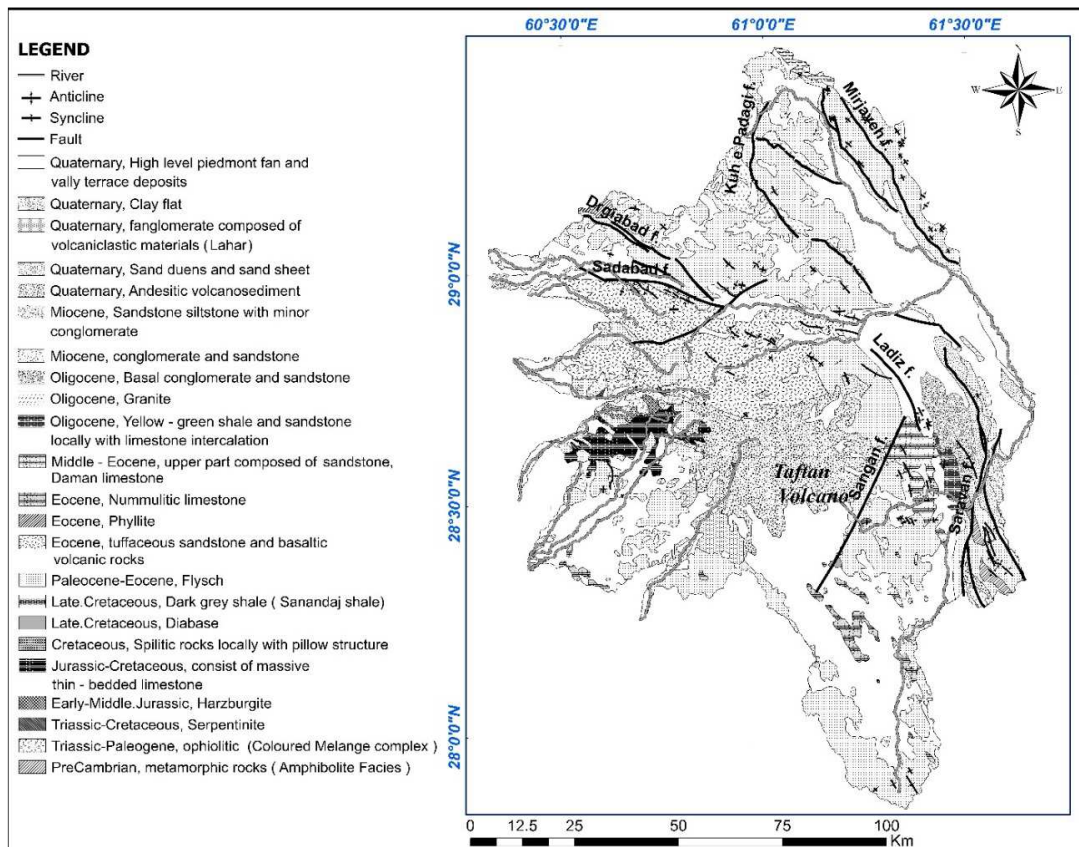 60°30'0"E
61°0'0"E
61°30'0"E
LEGEND
River
Anticline
Syncline
Fault
Quaternary, High level piedmont fan and
vally terrace deposits
Quaternary, Clay flat
Quaternary, fanglomerate composed of
volcaniclastic materials (Lahar)
Quaternary, Sand duens and sand sheet
Quaternary, Andesitic volcanosediment
Miocene, Sandstone siltstone with minor
conglomerate
Miocene, conglomerate and sandstone
Oligocene, Basal conglomerate and sandstone
Oligocene, Granite
Oligocene, Yellow - green shale and sandstone
locally with limestone intercalation
Middle - Eocene, upper part composed of sandstone,
Daman limestone
Eocene, Nummulitic limestone
Eocene, Phyllite
Eocene, tuffaceous sandstone and basaltic
volcanic rocks
Paleocene-Eocene, Flysch
Late.Cretaceous, Dark grey shale ( Sanandaj shale)
Late.Cretaceous, Diabase
Cretaceous, Spilitic rocks locally with pillow structure
Jurassic-Cretaceous, consist of massive
thin - bedded limestone
Early-Middle.Jurassic, Harzburgite
Triassic-Cretaceous, Serpentinite
Triassic-Paleogene, ophiolitic (Coloured Melange complex )
PreCambrian, metamorphic rocks ( Amphibolite Facies )
29°0'0"N
28°30'0"N
28°0'0"N
N
W
E
S
Mirjaveh f.
Kuh e Padagi f.
Drgiabad f.
Sadabad f.
Ladiz f.
Sangan f.
Taftan
Volcano
Saravan f.
0 12.5 25 50 75 100
Km